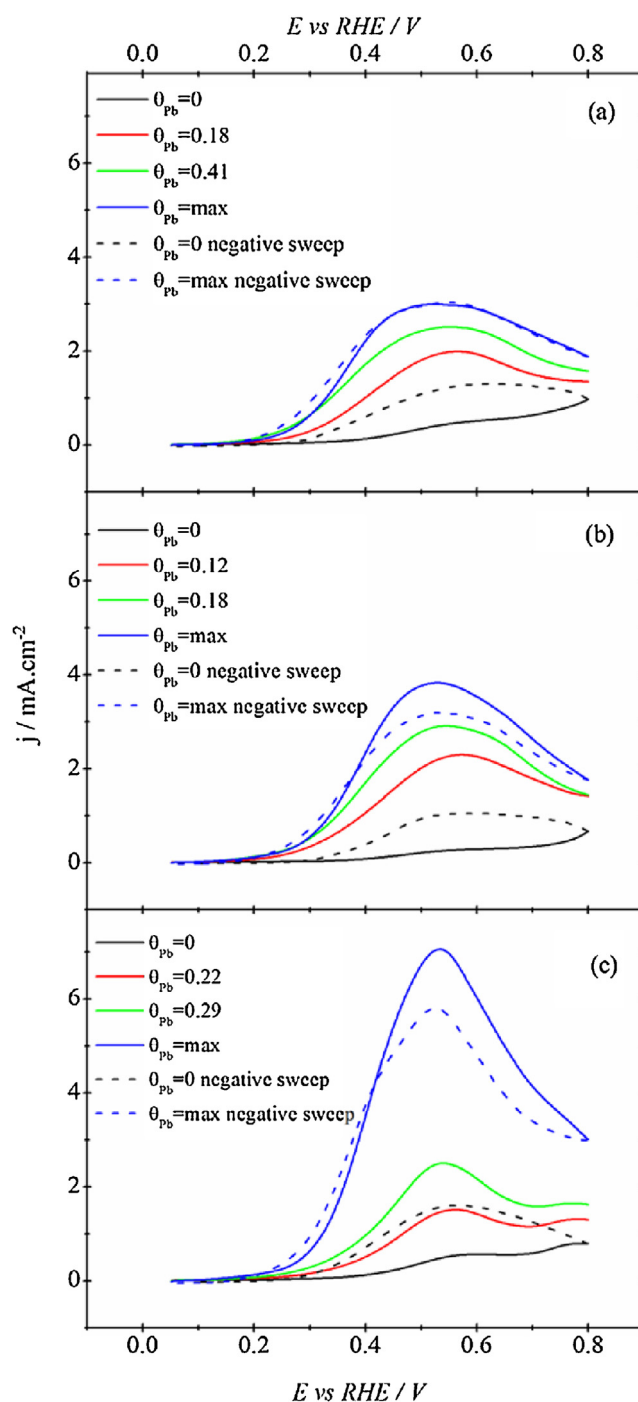 E vs RHE / V
0.0 0.2 0.4 0.6 0.8
(a)
θPb=0
θPb=0.18
θPb=0.41
θPb=max
θPb=0 negative sweep
θPb=max negative sweep
6
4
2
0
(b)
θPb=0
θPb=0.12
θPb=0.18
θPb=max
θPb=0 negative sweep
θPb=max negative sweep
6
4
2
0
j / mA.cm-2
(c)
θPb=0
θPb=0.22
θPb=0.29
θPb=max
θPb=0 negative sweep
θPb=max negative sweep
6
4
2
0
0.0 0.2 0.4 0.6 0.8
E vs RHE / V